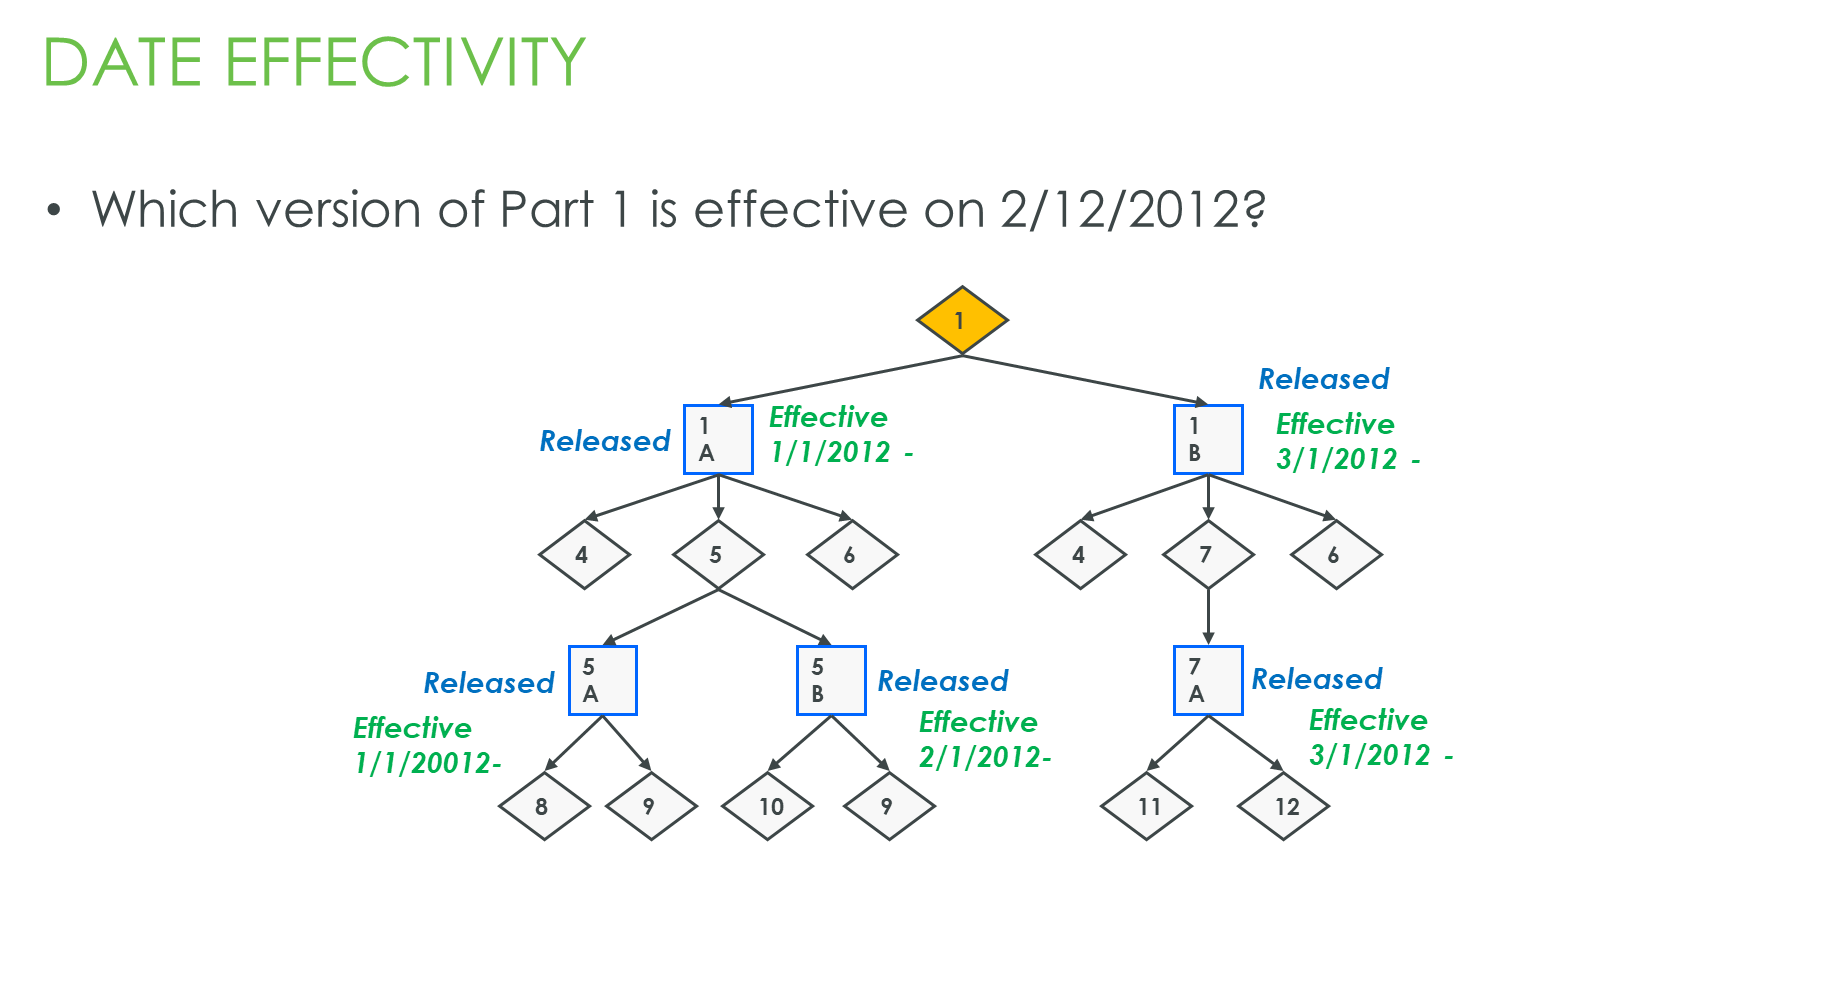 DATE EFFECTIVITY
• Which version of Part 1 is effective on 2/12/2012?
1
Released
Released
1
A
Effective
1/1/2012 -
1
B
Effective
3/1/2012 -
4
5
6
4
7
6
Released
5
A
5
B
Released
7
A
Released
Effective
1/1/20012-
Effective
2/1/2012-
Effective
3/1/2012 -
8
9
10
9
11
12